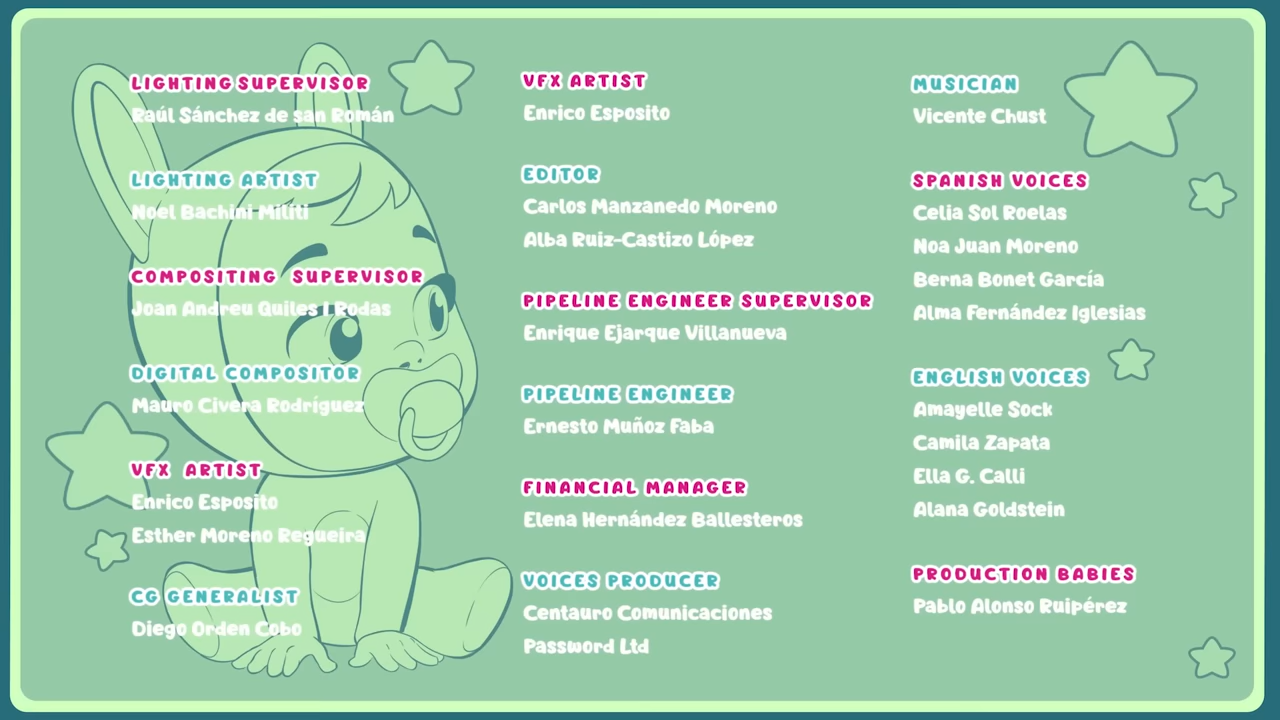 LIGHTING SUPERVISOR
Raúl Sánchez de san Román
LIGHTING ARTIST
Noel Bachini Militi
COMPOSITING SUPERVISOR
Joan Andreu Quiles I Rodas
DIGITAL COMPOSITOR
Mauro Civera Rodríguez
VFX ARTIST
Enrico Esposito
Esther Moreno Regueira
CG GENERALIST
Diego Orden Cobo
VFX ARTIST
Enrico Esposito
EDITOR
Carlos Manzanedo Moreno
Alba Ruiz-Castizo López
PIPELINE ENGINEER SUPERVISOR
Enrique Ejarque Villanueva
PIPELINE ENGINEER
Ernesto Muñoz Faba
FINANCIAL MANAGER
Elena Hernández Ballesteros
VOICES PRODUCER
Centauro Comunicaciones
Password Ltd
MUSICIAN
Vicente Chust
SPANISH VOICES
Celia Sol Roelas
Noa Juan Moreno
Berna Bonet García
Alma Fernández Iglesias
ENGLISH VOICES
Amayelle Sock
Camila Zapata
Ella G. Calli
Alana Goldstein
PRODUCTION BABIES
Pablo Alonso Ruipérez